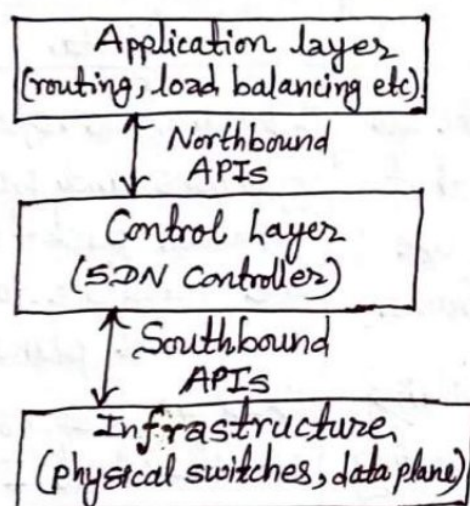 Application layer
(routing, load balancing etc).
Northbound
APIs
Control Layer
(SDN Controller)
Southbound
APIs
Infrastructure
(physical switches, data plane)